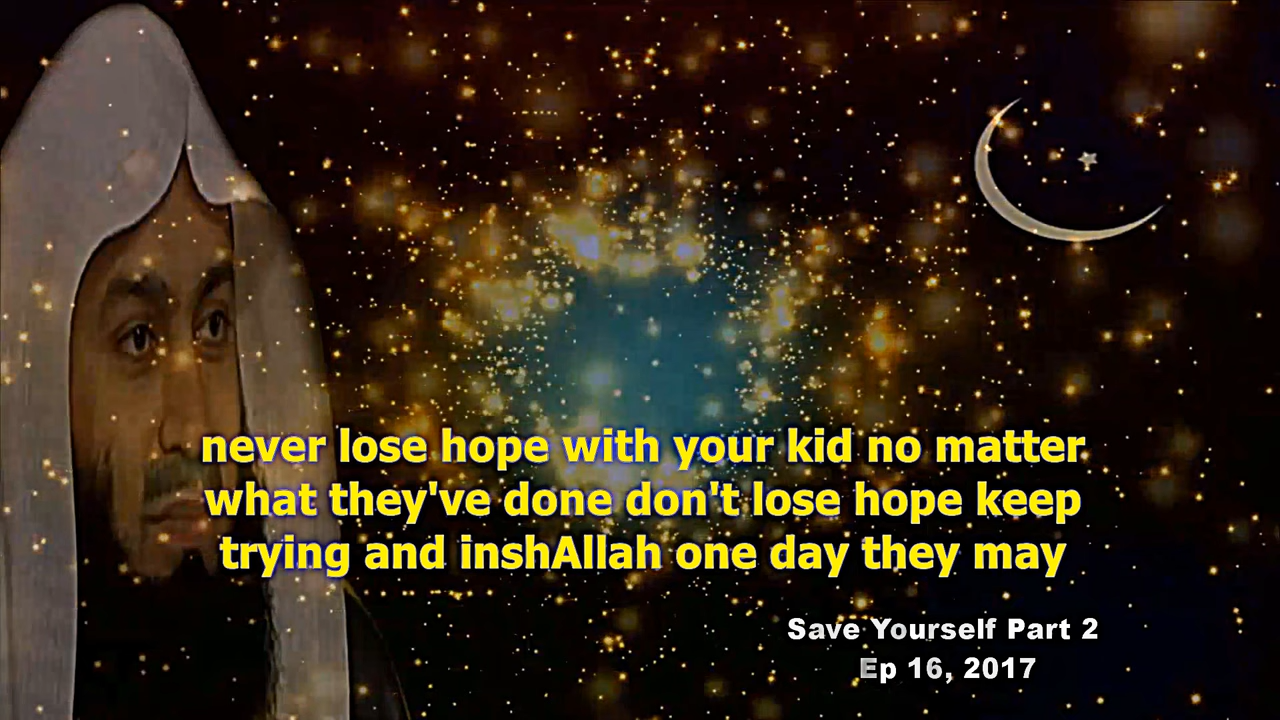 never lose hope with your kid no matter
what they've done don't lose hope keep
trying and inshAllah one day they may
Save Yourself Part 2
Ep 16, 2017